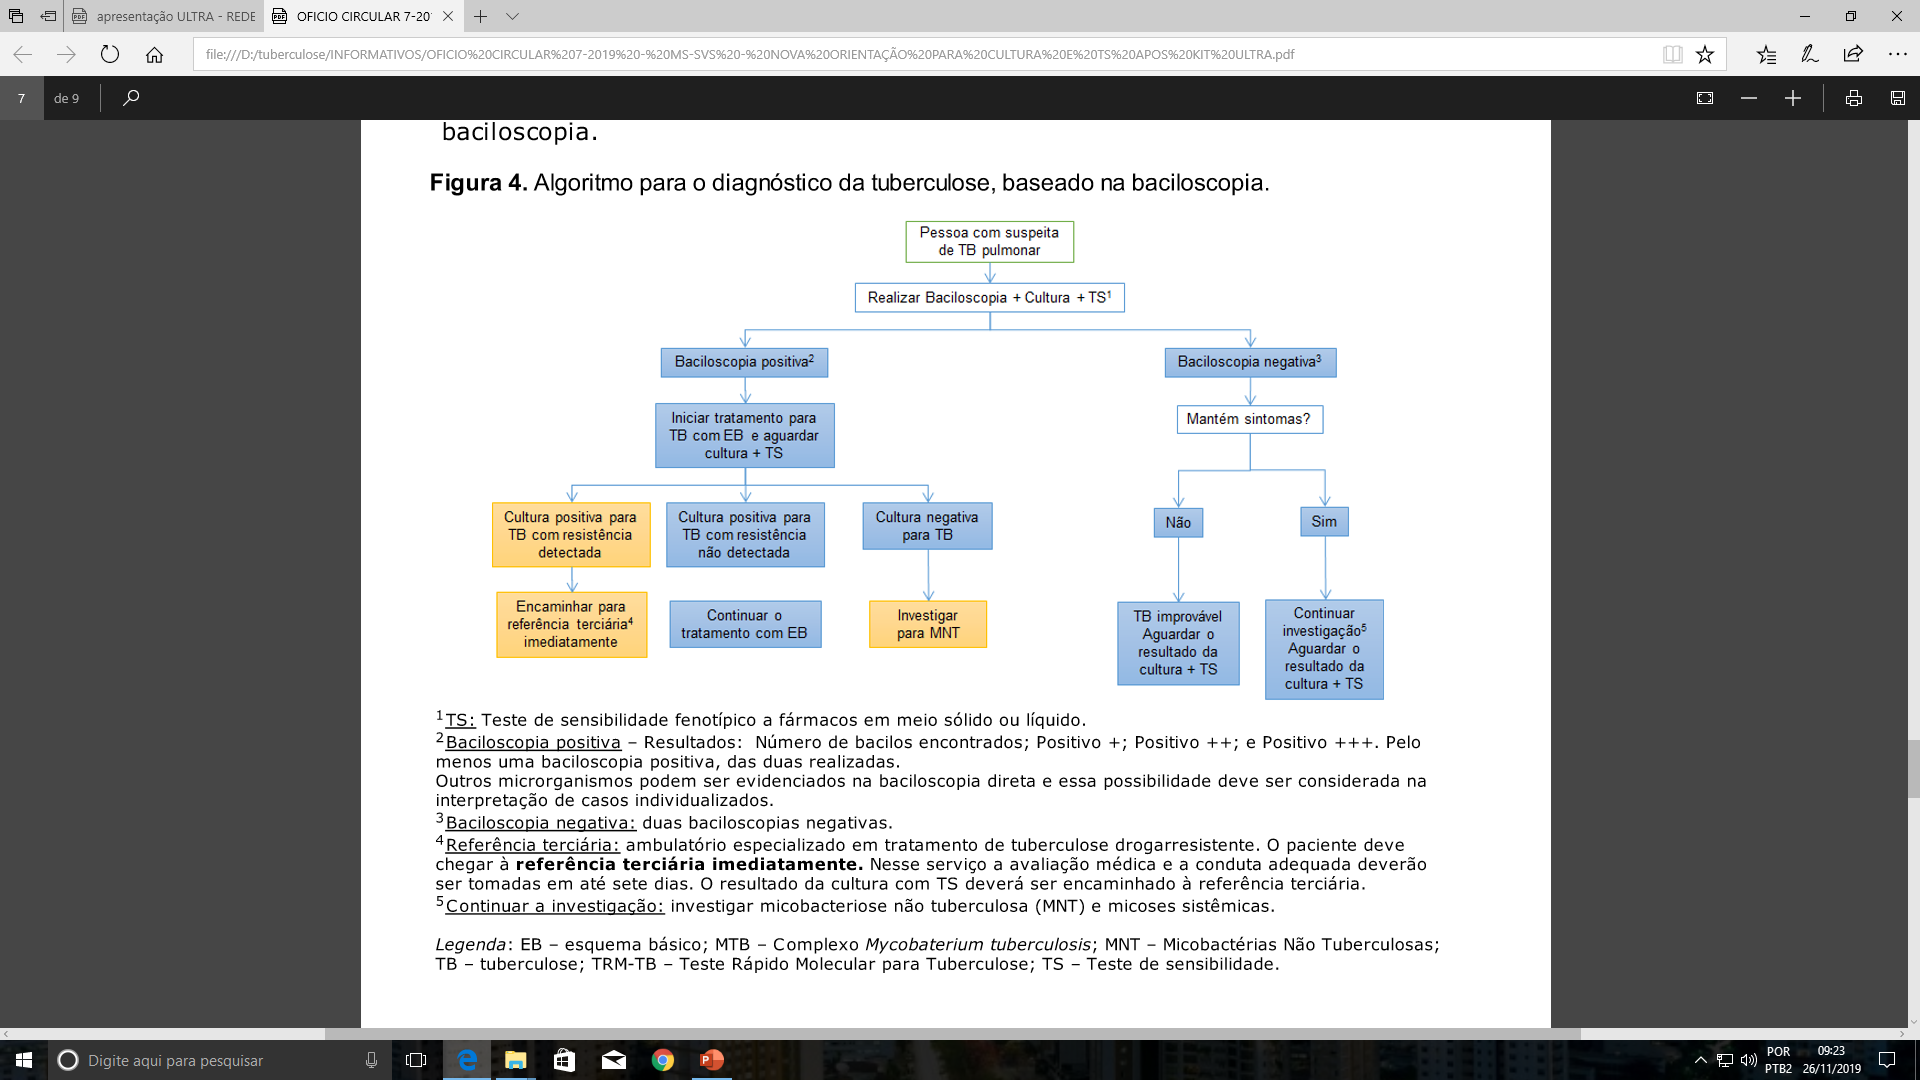 apresentação ULTRA - REDE
OFICIO CIRCULAR 7-20
file:///D:/tuberculose/INFORMATIVOS/OFICIO%20CIRCULAR%207-2019%20-%20MS-SVS%20-%20NOVA%20ORIENTAÇÃO%20PARA%20CULTURA%20E%20TS%20APOS%20KIT%20ULTRA.pdf
7 de 9
baciloscopia.
Figura 4. Algoritmo para o diagnóstico da tuberculose, baseado na baciloscopia.
Pessoa com suspeita
de TB pulmonar
Realizar Baciloscopia + Cultura + TS¹
Baciloscopia positiva²
Baciloscopia negativa³
Iniciar tratamento para
TB com EB e aguardar
cultura + TS
Mantém sintomas?
Cultura positiva para
TB com resistência
detectada
Cultura positiva para
TB com resistência
não detectada
Cultura negativa
para TB
Não
Sim
Encaminhar para
referência terciária⁴
imediatamente
Continuar o
tratamento com EB
Investigar
para MNT
TB improvável
Aguardar o
resultado da
cultura + TS
Continuar
investigação⁵
Aguardar o
resultado da
cultura + TS
¹TS: Teste de sensibilidade fenotípico a fármacos em meio sólido ou líquido.
²Baciloscopia positiva – Resultados: Número de bacilos encontrados; Positivo +; Positivo ++; e Positivo +++. Pelo
menos uma baciloscopia positiva, das duas realizadas.
Outros microrganismos podem ser evidenciados na baciloscopia direta e essa possibilidade deve ser considerada na
interpretação de casos individualizados.
³Baciloscopia negativa: duas baciloscopias negativas.
⁴Referência terciária: ambulatório especializado em tratamento de tuberculose drogarresistente. O paciente deve
chegar à referência terciária imediatamente. Nesse serviço a avaliação médica e a conduta adequada deverão
ser tomadas em até sete dias. O resultado da cultura com TS deverá ser encaminhado à referência terciária.
⁵Continuar a investigação: investigar micobacteriose não tuberculosa (MNT) e micoses sistêmicas.
Legenda: EB – esquema básico; MTB – Complexo Mycobaterium tuberculosis; MNT – Micobactérias Não Tuberculosas;
TB – tuberculose; TRM-TB – Teste Rápido Molecular para Tuberculose; TS – Teste de sensibilidade.
Digite aqui para pesquisar
POR
PTB2
09:23
26/11/2019